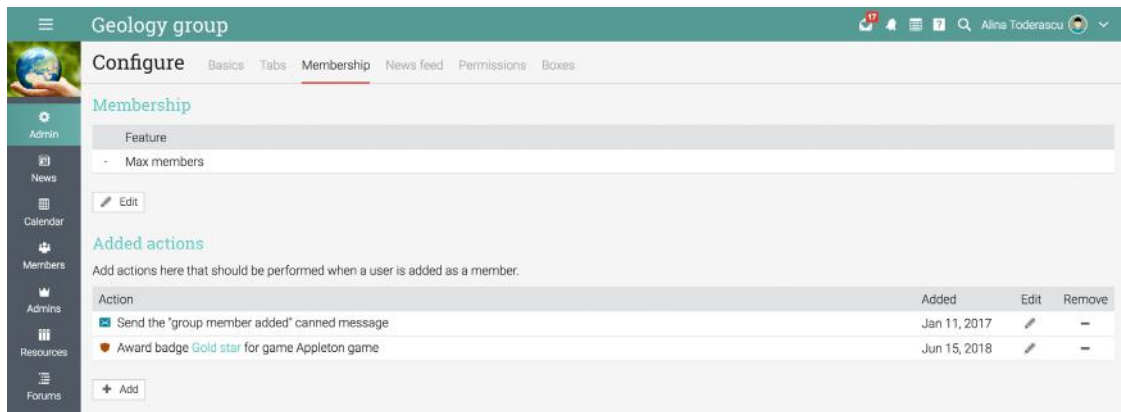 Geology group
17
?
Alina Toderascu
Configure Basics Tabs Membership News feed Permissions Boxes
Admin
News
Calendar
Members
Admins
Resources
Forums
Membership
Feature
- Max members
Edit
Added actions
Add actions here that should be performed when a user is added as a member.
Action Added Edit Remove
Send the "group member added" canned message Jan 11, 2017
Award badge Gold star for game Appleton game Jun 15, 2018
+ Add